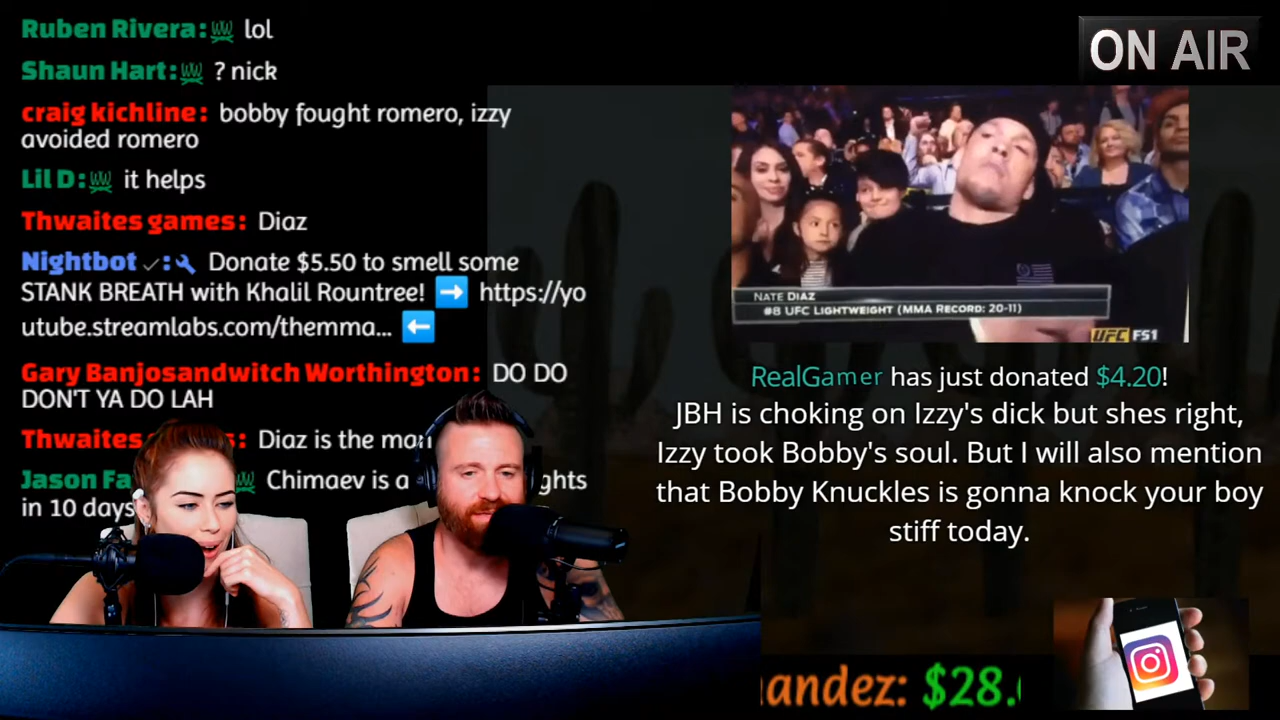 Ruben Rivera: lol
Shaun Hart: ? nick
craig kichline: bobby fought romero, izzy
avoided romero
Lil D: it helps
Thwaites games: Diaz
Nightbot ✓: Donate $5.50 to smell some
STANK BREATH with Khalil Rountree! ➡ https://yo
utube.streamlabs.com/themma... ⬅
Gary Banjosandwitch Worthington: DO DO
DON'T YA DO LAH
Thwaites s: Diaz is the man
Jason Fa Chimaev is a ghts
in 10 days
ON AIR
NATE DIAZ
#8 UFC LIGHTWEIGHT (MMA RECORD: 20-11)
UFC FS1
RealGamer has just donated $4.20!
JBH is choking on Izzy's dick but shes right,
Izzy took Bobby's soul. But I will also mention
that Bobby Knuckles is gonna knock your boy
stiff today.
andez: $28.